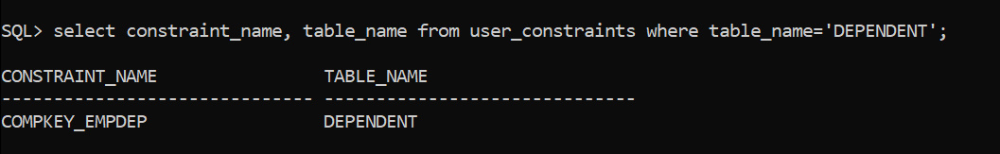 SQL> select constraint_name, table_name from user_constraints where table_name='DEPENDENT';
CONSTRAINT_NAME                TABLE_NAME
------------------------------ ------------------------------
COMPKEY_EMPDEP                 DEPENDENT